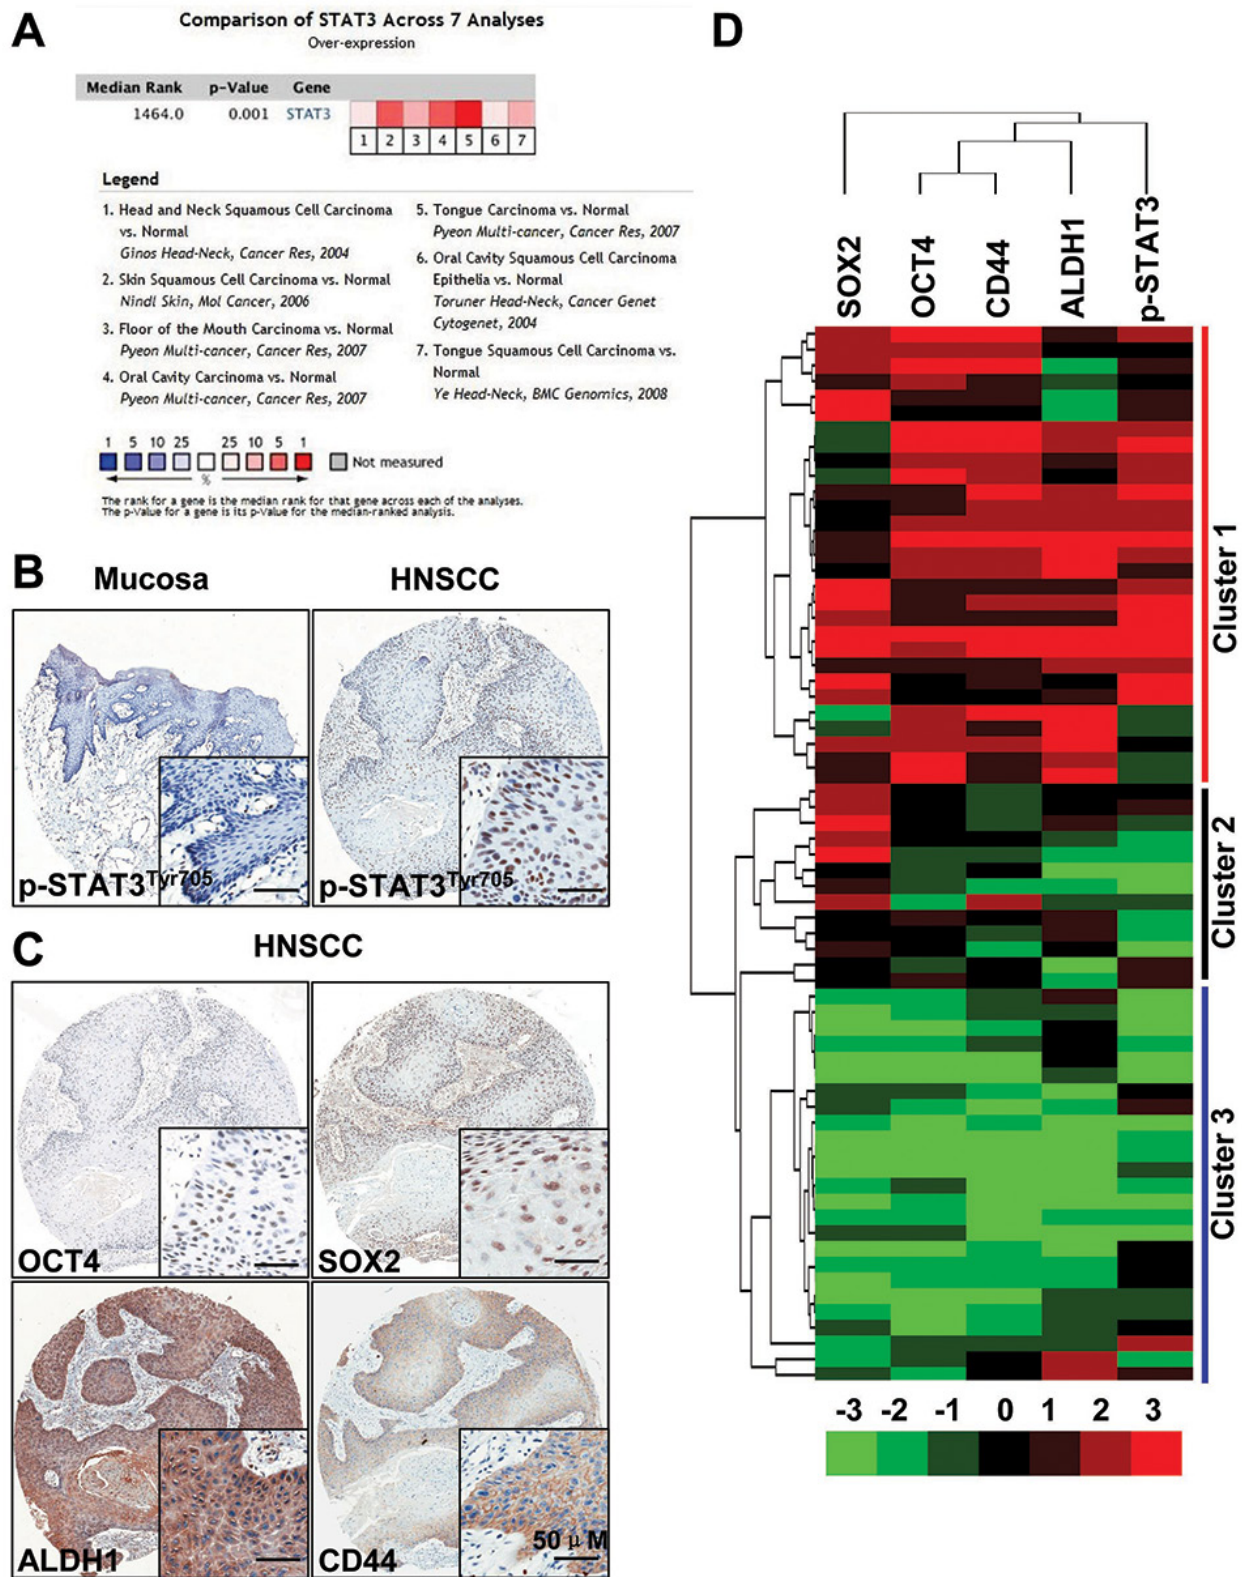 A
Comparison of STAT3 Across 7 Analyses
Over-expression
Median Rank p-Value Gene
1464.0 0.001 STAT3
1 2 3 4 5 6 7
Legend
1. Head and Neck Squamous Cell Carcinoma
vs. Normal
Ginos Head-Neck, Cancer Res, 2004
2. Skin Squamous Cell Carcinoma vs. Normal
Nindl Skin, Mol Cancer, 2006
3. Floor of the Mouth Carcinoma vs. Normal
Pyeon Multi-cancer, Cancer Res, 2007
4. Oral Cavity Carcinoma vs. Normal
Pyeon Multi-cancer, Cancer Res, 2007
5. Tongue Carcinoma vs. Normal
Pyeon Multi-cancer, Cancer Res, 2007
6. Oral Cavity Squamous Cell Carcinoma
Epithelia vs. Normal
Toruner Head-Neck, Cancer Genet
Cytogenet, 2004
7. Tongue Squamous Cell Carcinoma vs.
Normal
Ye Head-Neck, BMC Genomics, 2008
1 5 10 25 25 10 5 1
Not measured
%
The rank for a gene is the median rank for that gene across each of the analyses.
The p-Value for a gene is its p-Value for the median-ranked analysis.
B
Mucosa HNSCC
p-STAT3Tyr705 p-STAT3Tyr705
C
HNSCC
OCT4 SOX2
ALDH1 CD44
50 μM
D
SOX2
OCT4
CD44
ALDH1
p-STAT3
Cluster 1
Cluster 2
Cluster 3
-3 -2 -1 0 1 2 3